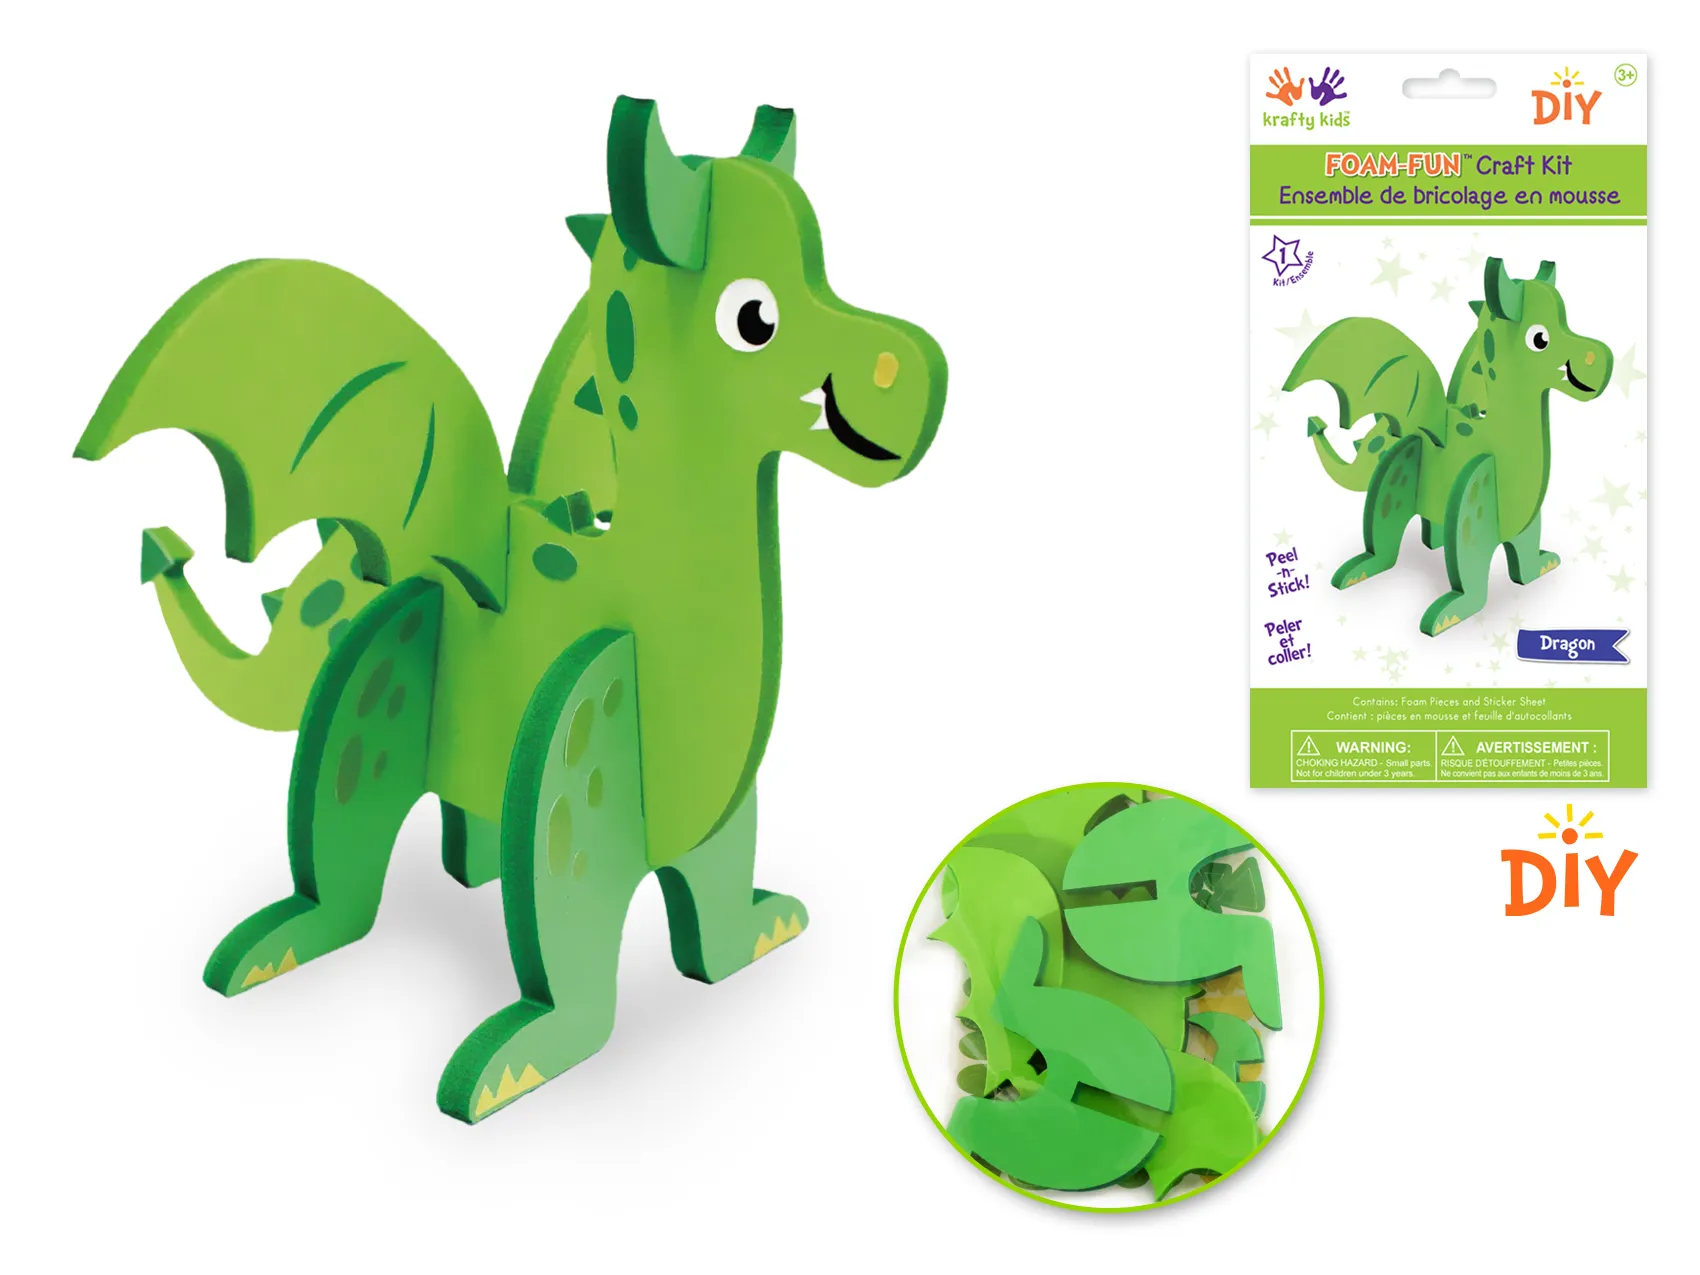 krafty kids™
DiY
3+
FOAM-FUN™ Craft Kit
Ensemble de bricolage en mousse
1
Kit/Ensemble
Peel
-n-
Stick!
Peler
et
coller!
Dragon
Contains: Foam Pieces and Sticker Sheet
Contient : pièces en mousse et feuille d'autocollants
WARNING:
CHOKING HAZARD - Small parts.
Not for children under 3 years.
AVERTISSEMENT :
RISQUE D'ÉTOUFFEMENT - Petites pièces.
Ne convient pas aux enfants de moins de 3 ans.
DiY